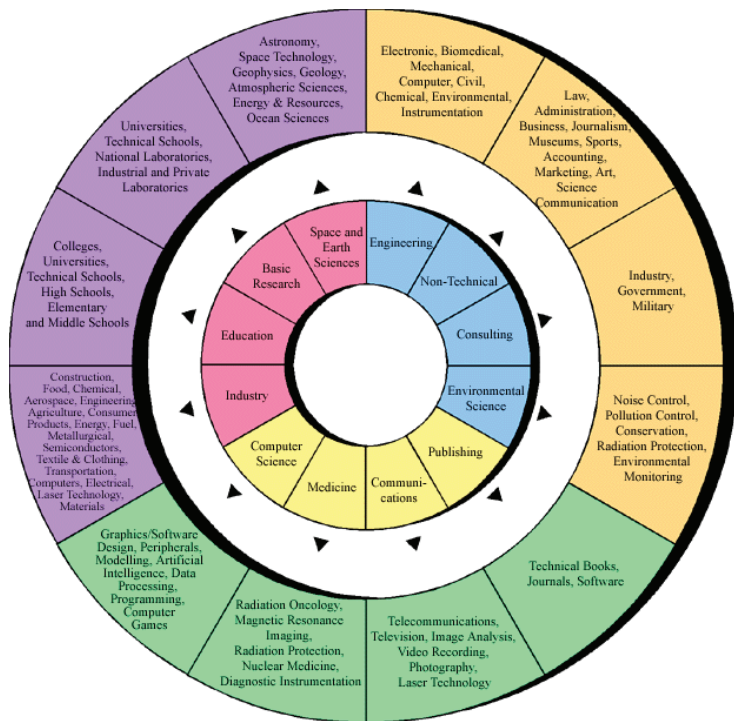 Astronomy,
Space Technology,
Geophysics, Geology,
Atmospheric Sciences,
Energy & Resources,
Ocean Sciences
Electronic, Biomedical,
Mechanical,
Computer, Civil,
Chemical, Environmental,
Instrumentation
Law,
Administration,
Business, Journalism,
Museums, Sports,
Accounting,
Marketing, Art,
Science
Communication
Industry,
Government,
Military
Noise Control,
Pollution Control,
Conservation,
Radiation Protection,
Environmental
Monitoring
Technical Books,
Journals, Software
Telecommunications,
Television, Image Analysis,
Video Recording,
Photography,
Laser Technology
Radiation Oncology,
Magnetic Resonance
Imaging,
Radiation Protection,
Nuclear Medicine,
Diagnostic Instrumentation
Graphics/Software
Design, Peripherals,
Modelling, Artificial
Intelligence, Data
Processing,
Programming,
Computer
Games
Construction,
Food, Chemical,
Aerospace, Engineering
Agriculture, Consumer
Products, Energy, Fuel,
Metallurgical,
Semiconductors,
Textile & Clothing,
Transportation,
Computers, Electrical,
Laser Technology,
Materials
Colleges,
Universities,
Technical Schools,
High Schools,
Elementary
and Middle Schools
Universities,
Technical Schools,
National Laboratories,
Industrial and Private
Laboratories
Space and
Earth
Sciences
Engineering
Non-Technical
Consulting
Environmental
Science
Publishing
Communi-
cations
Medicine
Computer
Science
Industry
Education
Basic
Research